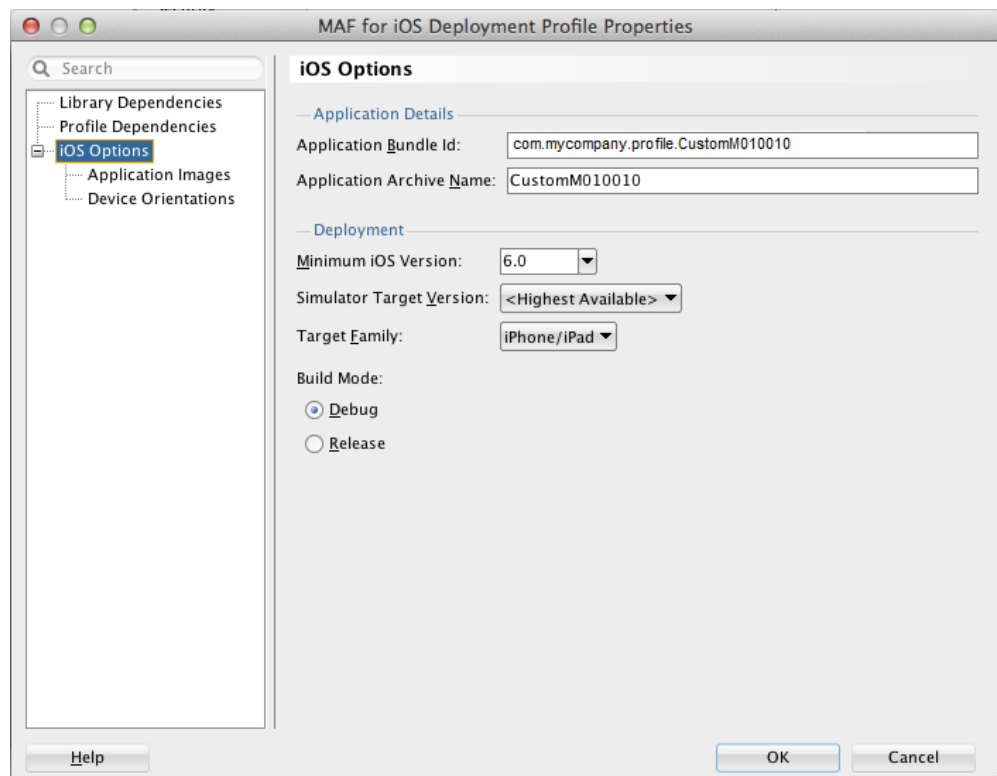 MAF for iOS Deployment Profile Properties
Search
Library Dependencies
Profile Dependencies
iOS Options
Application Images
Device Orientations
iOS Options
Application Details
Application Bundle Id: com.mycompany.profile.CustomM010010
Application Archive Name: CustomM010010
Deployment
Minimum iOS Version: 6.0
Simulator Target Version: <Highest Available>
Target Family: iPhone/iPad
Build Mode:
Debug
Release
Help OK Cancel